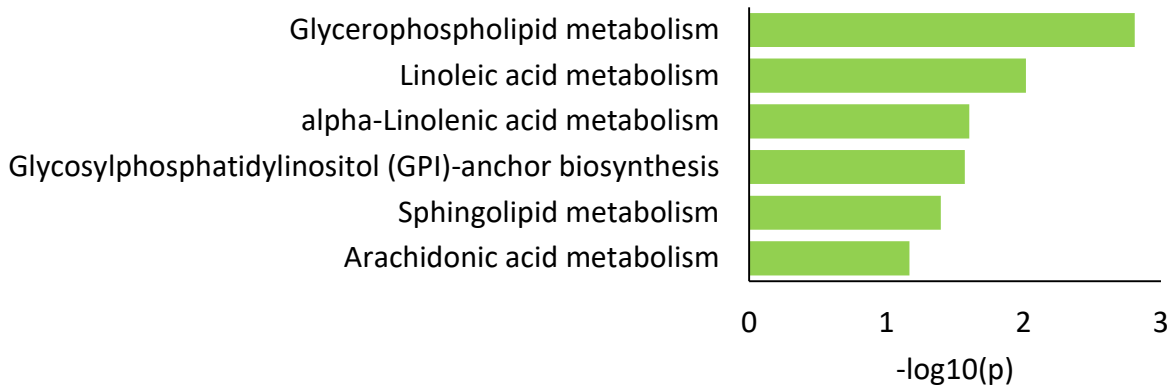 Glycerophospholipid metabolism
Linoleic acid metabolism
alpha-Linolenic acid metabolism
Glycosylphosphatidylinositol (GPI)-anchor biosynthesis
Sphingolipid metabolism
Arachidonic acid metabolism
0 1 2 3
-log10(p)